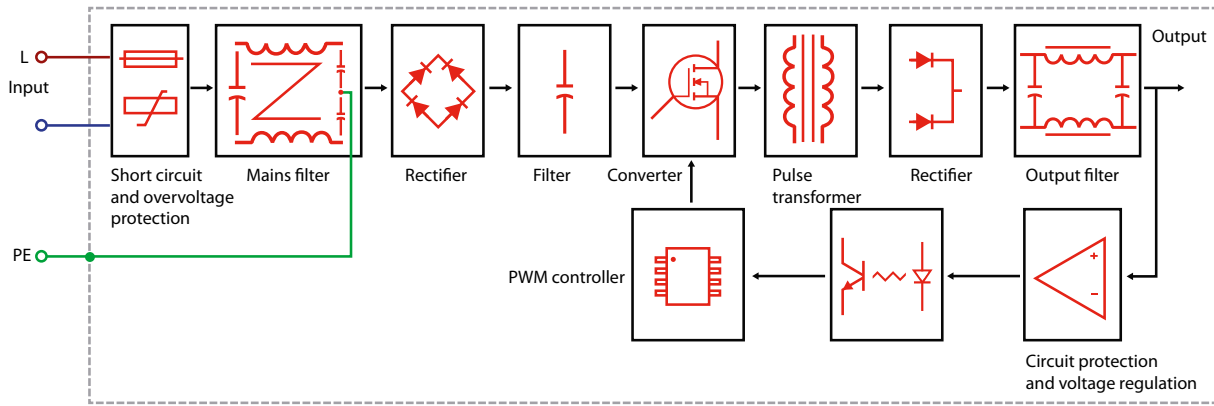 L
Input
PE
Short circuit
and overvoltage
protection
Mains filter
Rectifier
Filter
Converter
Pulse
transformer
Rectifier
Output filter
Output
PWM controller
+
−
Circuit protection
and voltage regulation